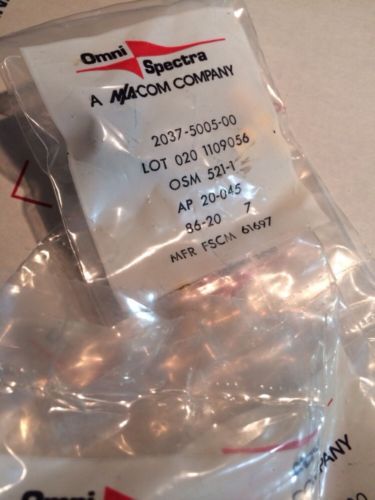 Omni
Spectra
A M/A-COM COMPANY
2037-5005-00
LOT 020 1109056
OSM 521-1
AP 20-045
86-20 7
MFR FSCM 61697
Omni